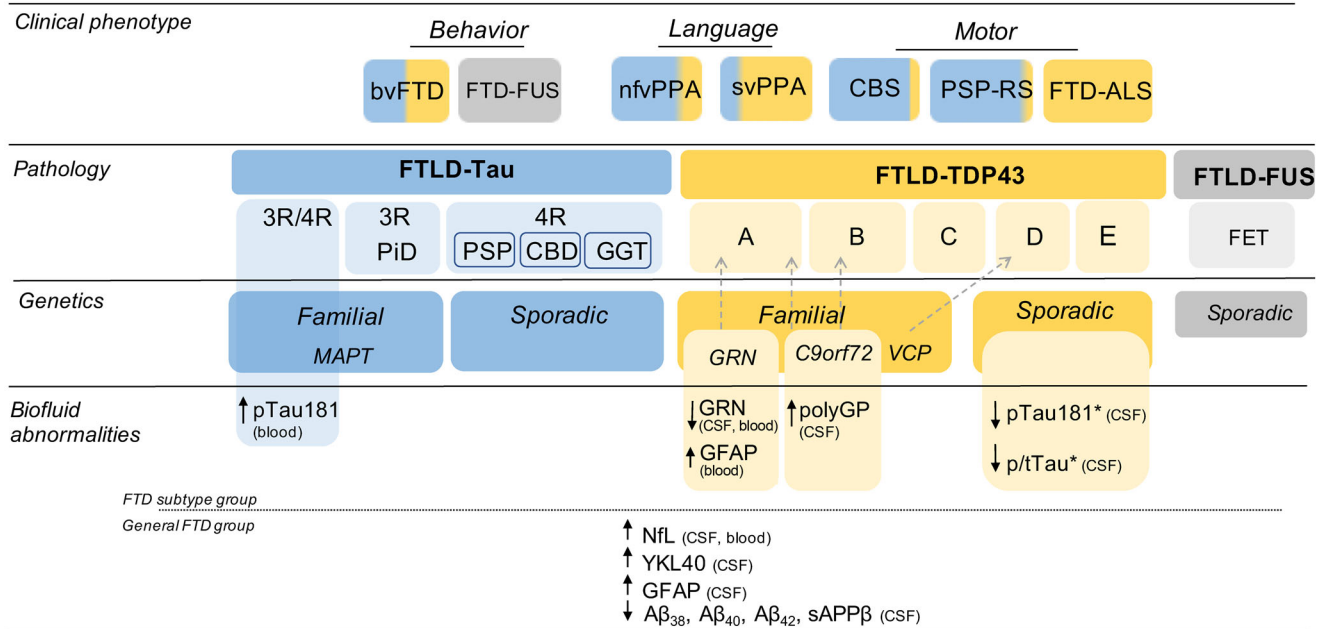 Clinical phenotype
Behavior Language Motor
bvFTD FTD-FUS nfvPPA svPPA CBS PSP-RS FTD-ALS
Pathology FTLD-Tau FTLD-TDP43 FTLD-FUS
3R/4R 3R 4R A B C D E FET
PiD PSP CBD GGT
Genetics Familial Sporadic Familial Sporadic Sporadic
MAPT GRN C9orf72 VCP
Biofluid abnormalities
↑ pTau181 (blood)
↓ GRN (CSF, blood)
↑ GFAP (blood)
↑ polyGP (CSF)
↓ pTau181* (CSF)
↓ p/tTau* (CSF)
FTD subtype group
General FTD group
↑ NfL (CSF, blood)
↑ YKL40 (CSF)
↑ GFAP (CSF)
↓ Aβ₃₈, Aβ₄₀, Aβ₄₂, sAPPβ (CSF)